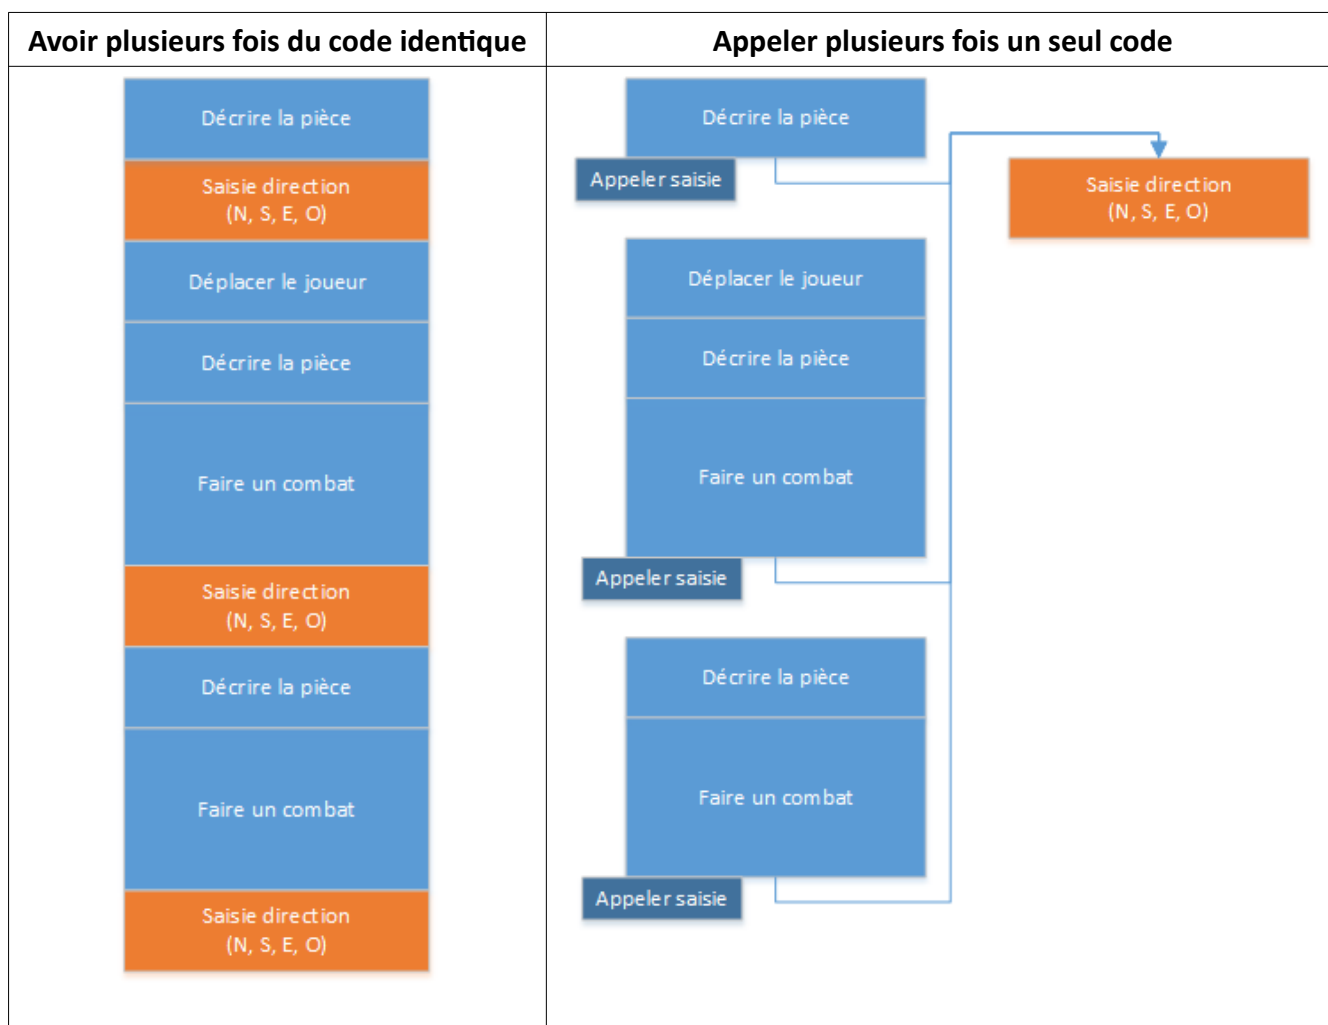 Avoir plusieurs fois du code identique
Appeler plusieurs fois un seul code
Décrire la pièce
Saisie direction
(N, S, E, O)
Déplacer le joueur
Décrire la pièce
Faire un combat
Saisie direction
(N, S, E, O)
Décrire la pièce
Faire un combat
Saisie direction
(N, S, E, O)
Décrire la pièce
Appeler saisie
Saisie direction
(N, S, E, O)
Déplacer le joueur
Décrire la pièce
Faire un combat
Appeler saisie
Décrire la pièce
Faire un combat
Appeler saisie